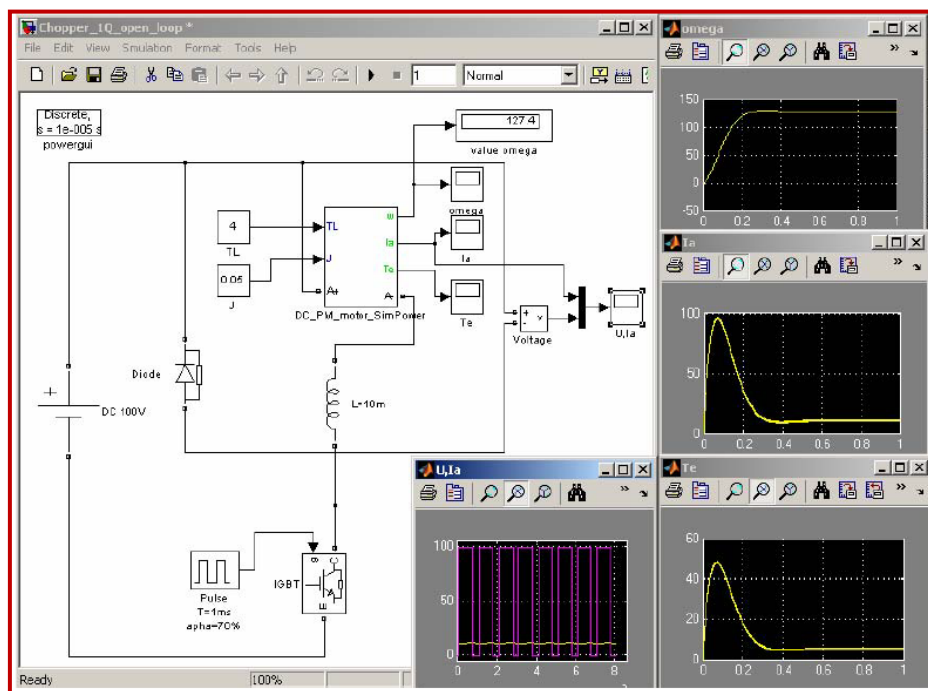 Chopper_1Q_open_loop *
File Edit View Simulation Format Tools Help
1
Normal
Discrete,
s = 1e-005 s
powergui
127.4
value omega
omega
4
TL
TL
w
Ia
Ia
0.05
J
J
Te
Te
A+
A-
DC_PM_motor_SimPower
+
-
v
Voltage
U,Ia
Diode
+
DC 100V
L=10m
Pulse
T=1ms
apha=70%
IGBT
g
C
E
Ready
100%
omega
150
100
50
0
-50
0 0.2 0.4 0.6 0.8 1
Ia
100
50
0
0 0.2 0.4 0.6 0.8 1
U,Ia
100
50
0
0 2 4 6 8
Te
60
40
20
0
0 0.2 0.4 0.6 0.8 1